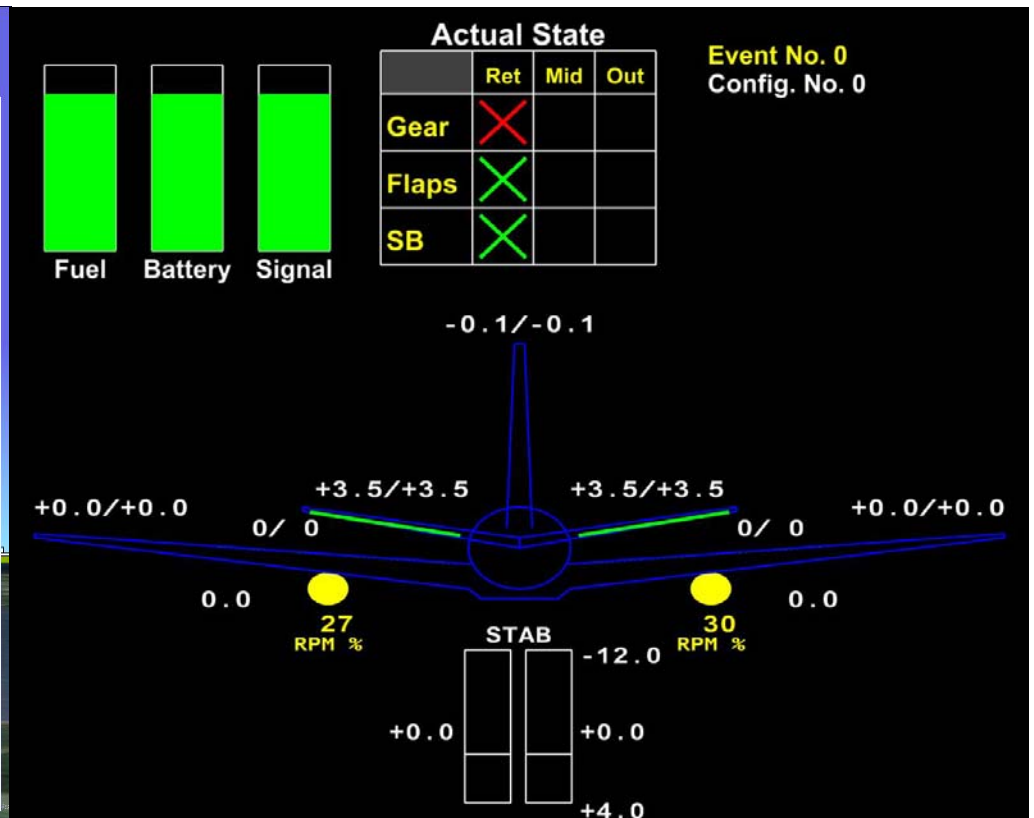 Actual State
Ret Mid Out
Gear
Flaps
SB
Event No. 0
Config. No. 0
Fuel Battery Signal
-0.1/-0.1
+3.5/+3.5 +3.5/+3.5
+0.0/+0.0 +0.0/+0.0
0/ 0 0/ 0
0.0 0.0
27 30
RPM % RPM %
STAB
-12.0
+0.0 +0.0
+4.0